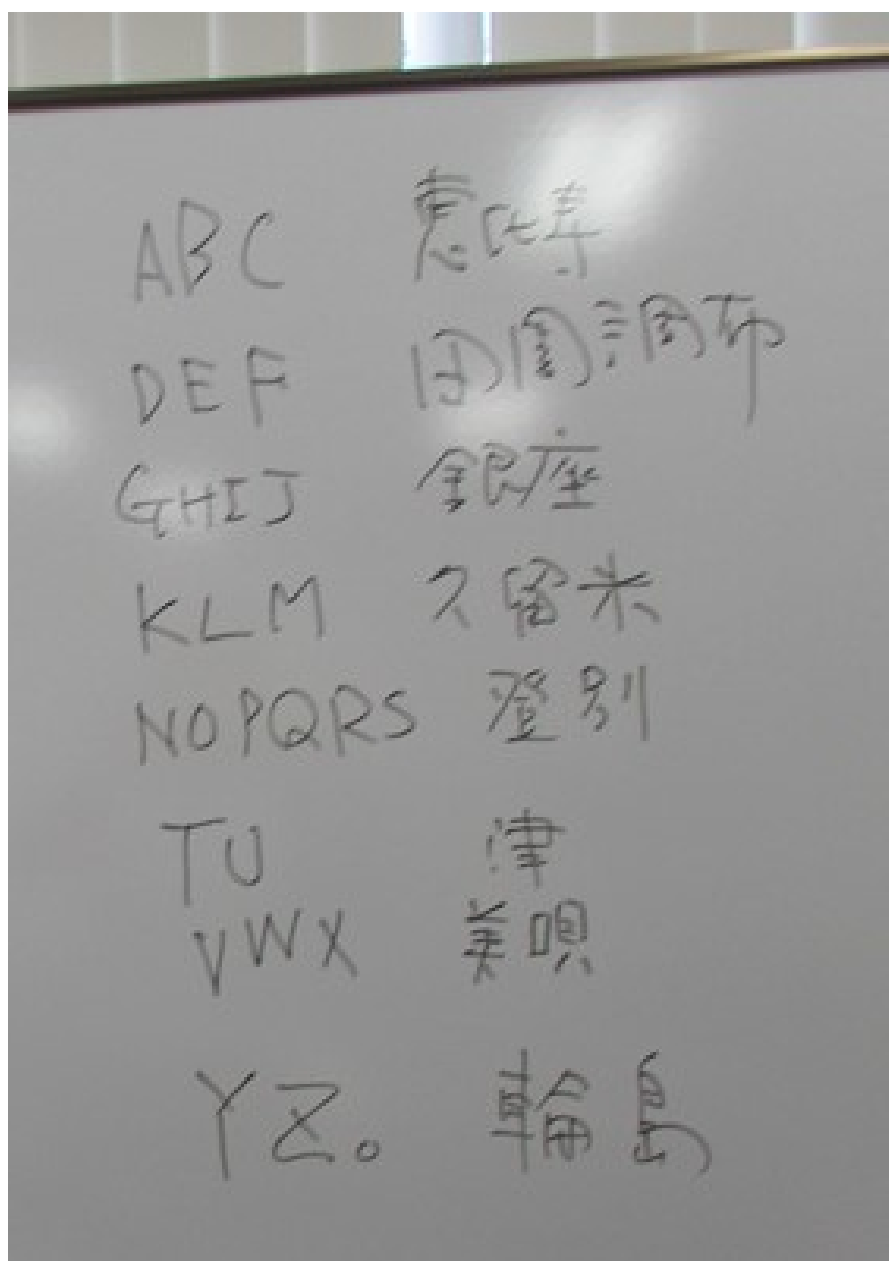 ABC 恵比寿
DEF 田園調布
GHIJ 銀座
KLM 久留米
NOPQRS 登別
TU 津
VWX 美唄
YZ。 輪島